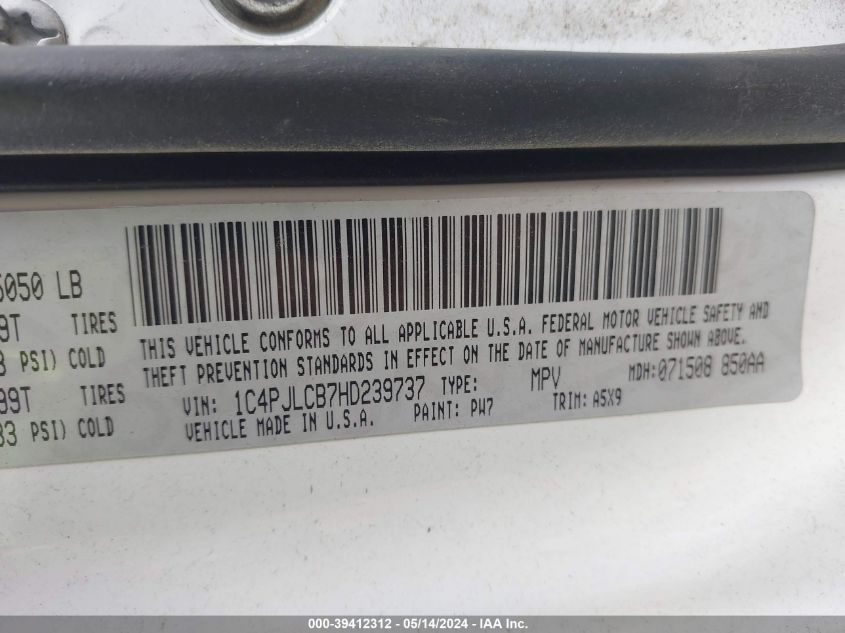 5050 LB
9T TIRES
3 PSI) COLD
99T TIRES
33 PSI) COLD
THIS VEHICLE CONFORMS TO ALL APPLICABLE U.S.A. FEDERAL MOTOR VEHICLE SAFETY AND
THEFT PREVENTION STANDARDS IN EFFECT ON THE DATE OF MANUFACTURE SHOWN ABOVE.
VIN: 1C4PJLCB7HD239737 TYPE: MPV MDH:071508 850AA
VEHICLE MADE IN U.S.A. PAINT: PW7 TRIM: A5X9
000-39412312 - 05/14/2024 - IAA Inc.